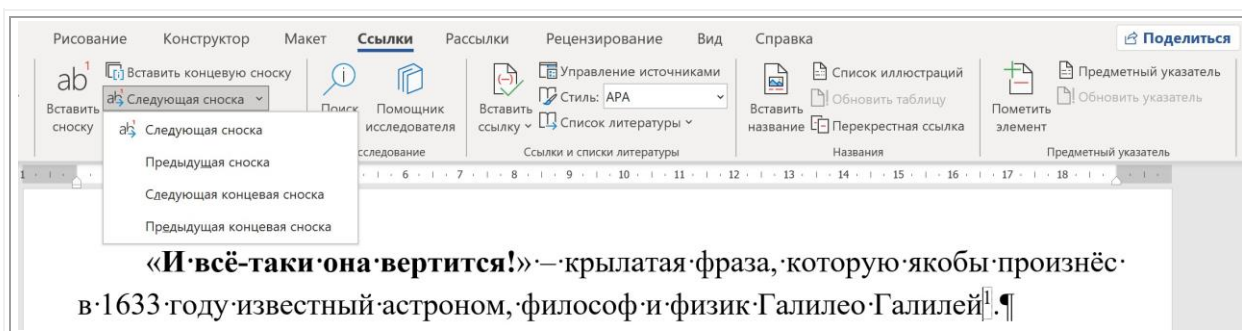 Рисование Конструктор Макет Ссылки Рассылки Рецензирование Вид Справка Поделиться
ab1 Вставить сноску
Вставить концевую сноску
ab Следующая сноска
Поиск
Помощник исследователя
Вставить ссылку
Управление источниками
Стиль: APA
Список литературы
Вставить название
Список иллюстраций
Обновить таблицу
Перекрестная ссылка
Пометить элемент
Предметный указатель
Обновить указатель
ab Следующая сноска
Предыдущая сноска
Следующая концевая сноска
Предыдущая концевая сноска
Ссылки и списки литературы Названия Предметный указатель
1 6 7 8 9 10 11 12 13 14 15 16 17 18
«И·всё-таки·она·вертится!»·–·крылатая·фраза,·которую·якобы·произнёс·
в·1633·году·известный·астроном,·философ·и·физик·Галилео·Галилей1.¶